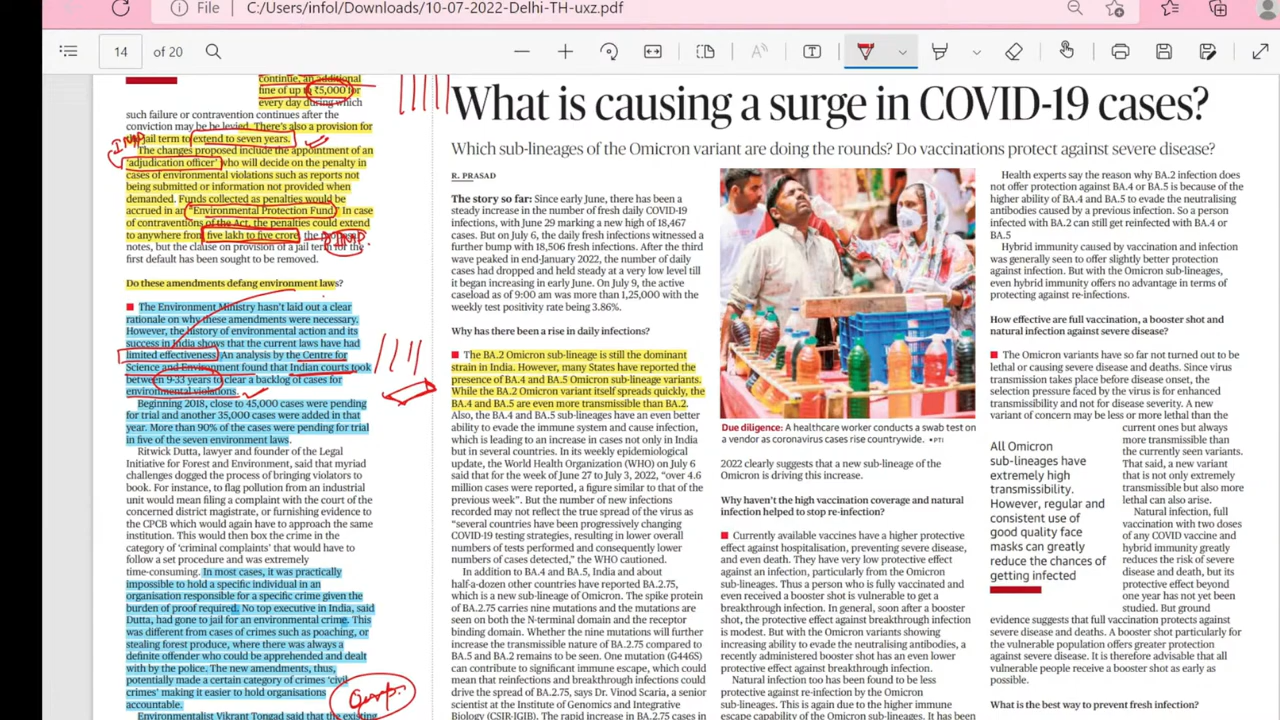 File
C:/Users/infol/Downloads/10-07-2022-Delhi-TH-uxz.pdf
14 of 20
continue, an additional
fine of up to ₹5,000 for
every day during which
such failure or contravention continues after the
conviction may be be levied. There's also a provision for
jail term to extend to seven years.
IMP
The changes proposed include the appointment of an
'adjudication officer' who will decide on the penalty in
cases of environmental violations such as reports not
being submitted or information not provided when
demanded. Funds collected as penalties would be
accrued in an "Environmental Protection Fund". In case
of contraventions of the Act, the penalties could extend
to anywhere from five lakh to five crore, the
notes, but the clause on provision of a jail term for the
first default has been sought to be removed.
Do these amendments defang environment laws?
The Environment Ministry hasn't laid out a clear
rationale on why these amendments were necessary.
However, the history of environmental action and its
success in India shows that the current laws have had
limited effectiveness. An analysis by the Centre for
Science and Environment found that Indian courts took
between 9-33 years to clear a backlog of cases for
environmental violations.
Beginning 2018, close to 45,000 cases were pending
for trial and another 35,000 cases were added in that
year. More than 90% of the cases were pending for trial
in five of the seven environment laws.
Ritwick Dutta, lawyer and founder of the Legal
Initiative for Forest and Environment, said that myriad
challenges dogged the process of bringing violators to
book. For instance, to flag pollution from an industrial
unit would mean filing a complaint with the court of the
concerned district magistrate, or furnishing evidence to
the CPCB which would again have to approach the same
institution. This would then box the crime in the
category of 'criminal complaints' that would have to
follow a set procedure and was extremely
time-consuming. In most cases, it was practically
impossible to hold a specific individual in an
organisation responsible for a specific crime given the
burden of proof required. No top executive in India, said
Dutta, had gone to jail for an environmental crime. This
was different from cases of crimes such as poaching, or
stealing forest produce, where there was always a
definite offender who could be apprehended and dealt
with by the police. The new amendments, thus,
potentially made a certain category of crimes 'civil
crimes' making it easier to hold organisations
accountable.
Environmentalist Vikrant Tongad said that the existing
What is causing a surge in COVID-19 cases?
Which sub-lineages of the Omicron variant are doing the rounds? Do vaccinations protect against severe disease?
R. PRASAD
The story so far: Since early June, there has been a
steady increase in the number of fresh daily COVID-19
infections, with June 29 marking a new high of 18,467
cases. But on July 6, the daily fresh infections witnessed a
further bump with 18,506 fresh infections. After the third
wave peaked in end-January 2022, the number of daily
cases had dropped and held steady at a very low level till
it began increasing in early June. On July 9, the active
caseload as of 9:00 am was more than 1,25,000 with the
weekly test positivity rate being 3.86%.
Why has there been a rise in daily infections?
The BA.2 Omicron sub-lineage is still the dominant
strain in India. However, many States have reported the
presence of BA.4 and BA.5 Omicron sub-lineage variants.
While the BA.2 Omicron variant itself spreads quickly, the
BA.4 and BA.5 are even more transmissible than BA.2.
Also, the BA.4 and BA.5 sub-lineages have an even better
ability to evade the immune system and cause infection,
which is leading to an increase in cases not only in India
but in several countries. In its weekly epidemiological
update, the World Health Organization (WHO) on July 6
said that for the week of June 27 to July 3, 2022, "over 4.6
million cases were reported, a figure similar to that of the
previous week". But the number of new infections
recorded may not reflect the true spread of the virus as
"several countries have been progressively changing
COVID-19 testing strategies, resulting in lower overall
numbers of tests performed and consequently lower
numbers of cases detected," the WHO cautioned.
In addition to BA.4 and BA.5, India and about
half-a-dozen other countries have reported BA.2.75,
which is a new sub-lineage of Omicron. The spike protein
of BA.2.75 carries nine mutations and the mutations are
seen on both the N-terminal domain and the receptor
binding domain. Whether the nine mutations will further
increase the transmissible nature of BA.2.75 compared to
BA.5 and BA.2 remains to be seen. One mutation (G446S)
can contribute to significant immune escape, which could
mean that reinfections and breakthrough infections could
drive the spread of BA.2.75, says Dr. Vinod Scaria, a senior
scientist at the Institute of Genomics and Integrative
Biology (CSIR-IGIB). The rapid increase in BA.2.75 cases in
Due diligence: A healthcare worker conducts a swab test on
a vendor as coronavirus cases rise countrywide. •PTI
2022 clearly suggests that a new sub-lineage of the
Omicron is driving this increase.
Why haven't the high vaccination coverage and natural
infection helped to stop re-infection?
Currently available vaccines have a higher protective
effect against hospitalisation, preventing severe disease,
and even death. They have very low protective effect
against an infection, particularly from the Omicron
sub-lineages. Thus a person who is fully vaccinated and
even received a booster shot is vulnerable to get a
breakthrough infection. In general, soon after a booster
shot, the protective effect against breakthrough infection
is modest. But with the Omicron variants showing
increasing ability to evade the neutralising antibodies, a
recently administered booster shot has an even lower
protective effect against breakthrough infection.
Natural infection too has been found to be less
protective against re-infection by the Omicron
variants. This is again due to the higher immune
escape capability of the Omicron variants. It has been
Health experts say the reason why BA.2 infection
does not offer protection against BA.4 or BA.5 is because of the
higher ability of BA.4 and BA.5 to evade the neutralising
antibodies caused by a previous infection. So a person
infected with BA.2 can still get reinfected with BA.4 or
BA.5
Hybrid immunity caused by vaccination and infection
was generally seen to offer slightly better protection
against infection. But with the Omicron sub-lineages,
even hybrid immunity offers no advantage in terms of
protecting against re-infections.
How effective are full vaccination, a booster shot and
natural infection against severe disease?
The Omicron variants have so far not turned out to be
lethal or causing severe disease and deaths. Since virus
transmission takes place before disease onset, the
selection pressure faced by the virus is for enhanced
transmissibility and not for disease severity. A new
variant of concern may be less or more lethal than the
current ones but always
more transmissible than
the currently seen variants.
That said, a new variant
that is not only extremely
transmissible but also more
lethal can also arise.
Natural infection, full
vaccination with two doses
of any COVID vaccine and
hybrid immunity greatly
reduces the risk of severe
disease and death, but its
protective effect beyond
one year has not yet been
studied. But ground
All Omicron
sub-lineages have
extremely high
transmissibility.
However, regular and
consistent use of
good quality face
masks can greatly
reduce the chances of
getting infected
evidence suggests that full vaccination protects against
severe disease and deaths. A booster shot particularly for
the vulnerable population offers greater protection
against severe disease. It is therefore advisable that all
vulnerable people receive a booster shot as early as
possible.
What is the best way to prevent fresh infection?